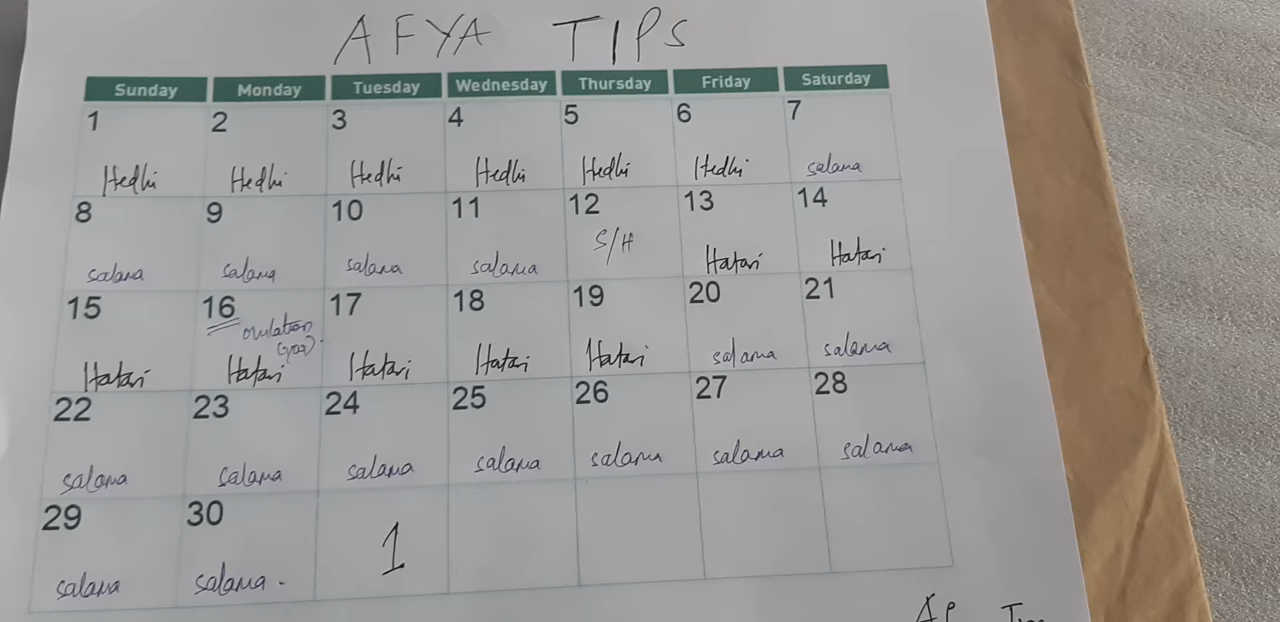 AFYA TIPS
Sunday Monday Tuesday Wednesday Thursday Friday Saturday
1 2 3 4 5 6 7
Hedhi Hedhi Hedhi Hedhi Hedhi Hedhi salama
8 9 10 11 12 13 14
salama salama salama salama S/H Hatari Hatari
15 16 17 18 19 20 21
ovulation
Hatari Hatari Hatari Hatari Hatari salama salama
22 23 24 25 26 27 28
salama salama salama salama salama salama salama
29 30 1
salama salama.